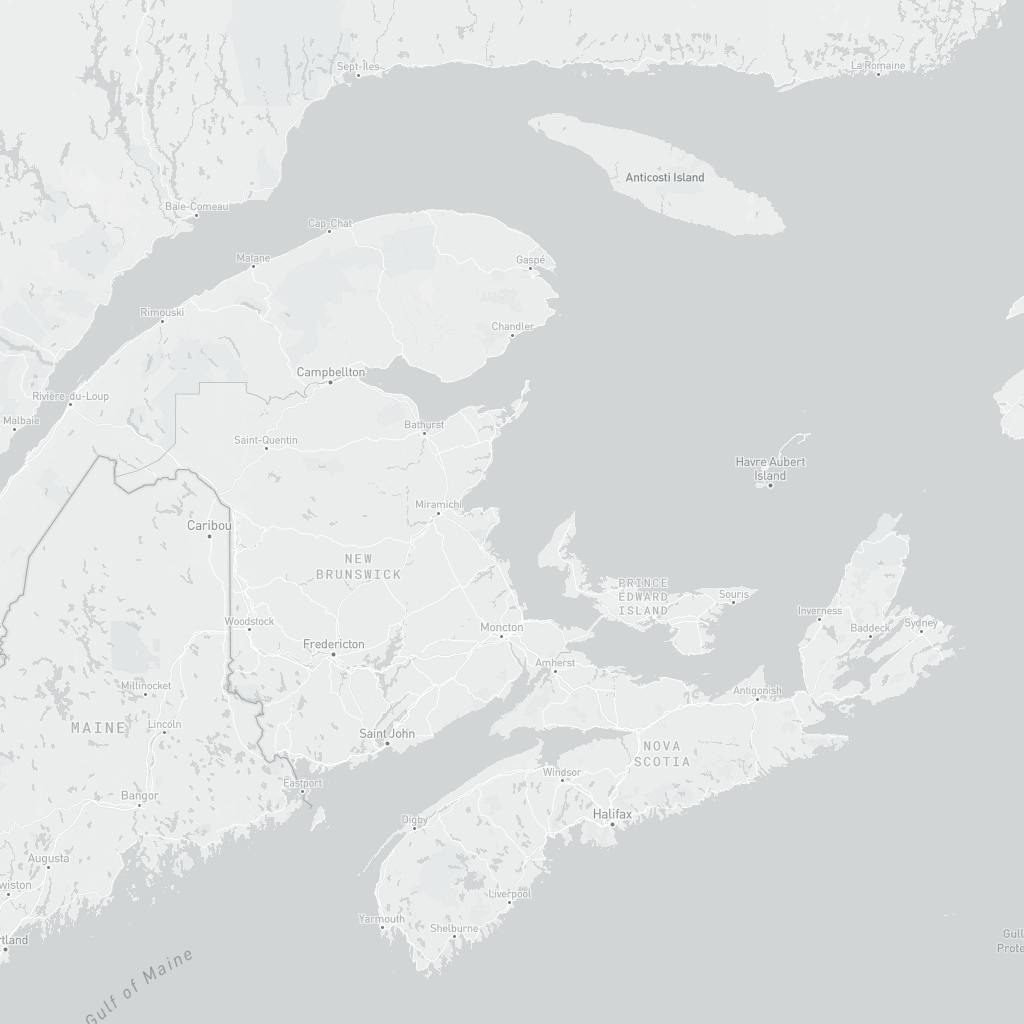 Sept-Îles
La Romaine
Anticosti Island
Baie-Comeau
Cap-Chat
Matane
Gaspé
Rimouski
Chandler
Campbellton
Rivière-du-Loup
Malbaie
Bathurst
Saint-Quentin
Havre Aubert
Island
Miramichi
Caribou
NEW
BRUNSWICK
PRINCE
EDWARD
ISLAND
Souris
Inverness
Baddeck
Sydney
Woodstock
Moncton
Fredericton
Amherst
Millinocket
Antigonish
MAINE
Lincoln
Saint John
NOVA
SCOTIA
Windsor
Eastport
Bangor
Halifax
Digby
Augusta
wiston
Liverpool
Yarmouth
Shelburne
rtland
Gull
Prote
Gulf of Maine